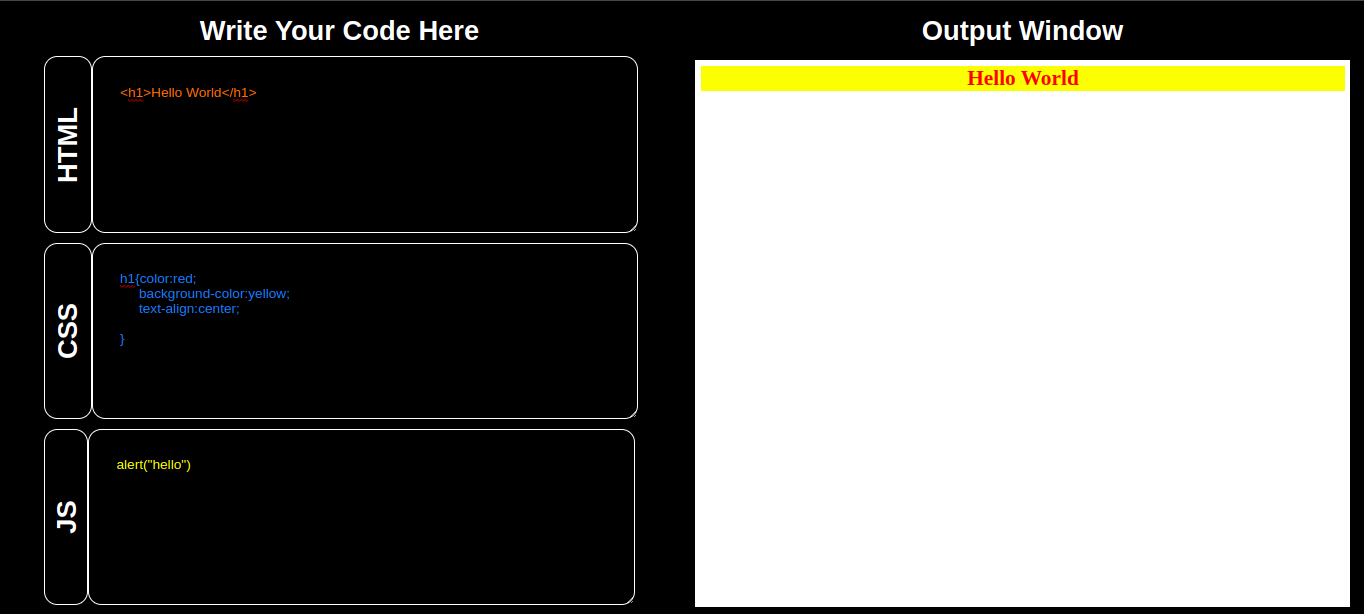 Write Your Code Here
HTML
<h1>Hello World</h1>
CSS
h1{color:red;
background-color:yellow;
text-align:center;
}
JS
alert("hello")
Output Window
Hello World